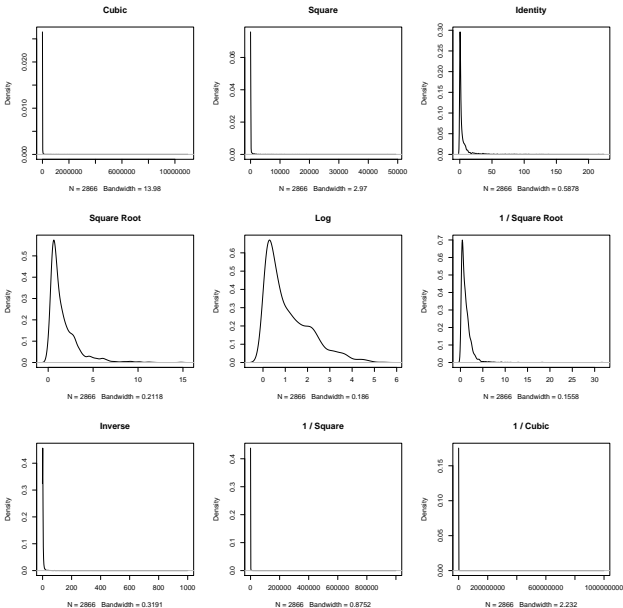 Cubic
Density
0.000
0.010
0.020
0 2000000 6000000 10000000
N = 2866 Bandwidth = 13.98
Square
Density
0.00
0.02
0.04
0.06
0 10000 20000 30000 40000 50000
N = 2866 Bandwidth = 2.97
Identity
Density
0.00
0.05
0.10
0.15
0.20
0.25
0.30
0 50 100 150 200
N = 2866 Bandwidth = 0.5878
Square Root
Density
0.0
0.1
0.2
0.3
0.4
0.5
0 5 10 15
N = 2866 Bandwidth = 0.2118
Log
Density
0.0
0.1
0.2
0.3
0.4
0.5
0.6
0 1 2 3 4 5 6
N = 2866 Bandwidth = 0.186
1 / Square Root
Density
0.0
0.1
0.2
0.3
0.4
0.5
0.6
0.7
0 5 10 15 20 25 30
N = 2866 Bandwidth = 0.1558
Inverse
Density
0.0
0.1
0.2
0.3
0.4
0 200 400 600 800 1000
N = 2866 Bandwidth = 0.3191
1 / Square
Density
0.0
0.1
0.2
0.3
0.4
0 200000 400000 600000 800000
N = 2866 Bandwidth = 0.8752
1 / Cubic
Density
0.00
0.05
0.10
0.15
0 200000000 600000000 1000000000
N = 2866 Bandwidth = 2.232